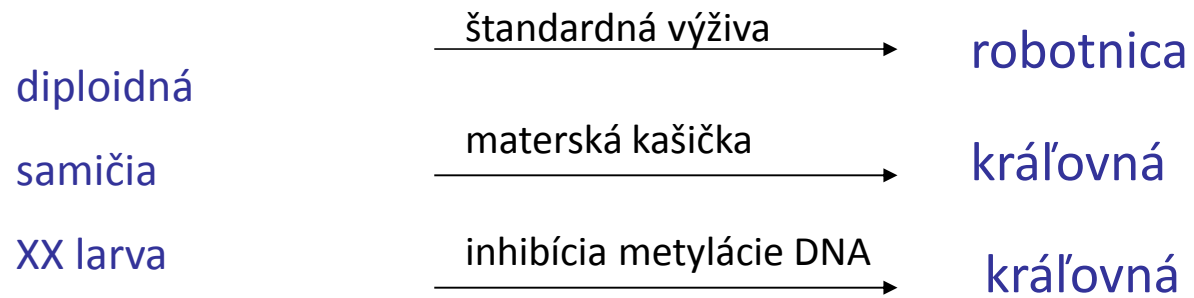 štandardná výživa
robotnica
diploidná
materská kašička
kráľovná
samičia
XX larva
inhibícia metylácie DNA
kráľovná